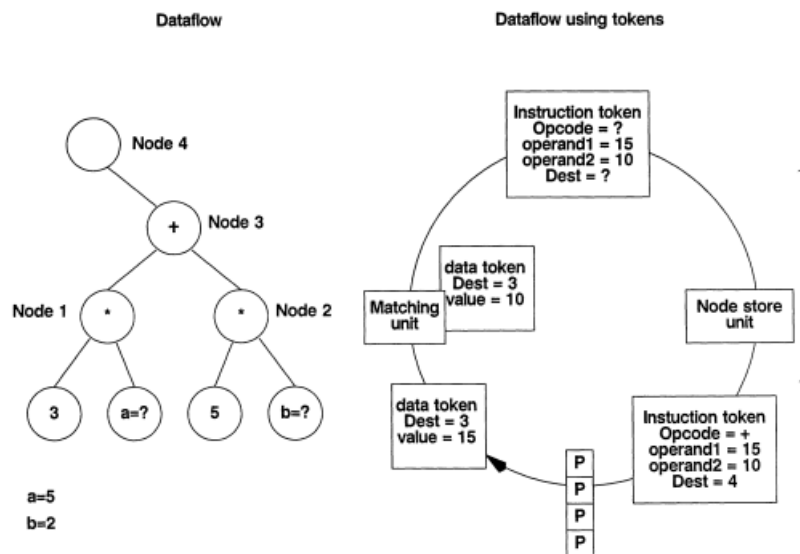 Dataflow
Node 4
+
Node 3
Node 1
*
*
Node 2
3
a=?
5
b=?
a=5
b=2
Dataflow using tokens
Instruction token
Opcode = ?
operand1 = 15
operand2 = 10
Dest = ?
data token
Dest = 3
value = 10
Matching
unit
Node store
unit
data token
Dest = 3
value = 15
Instuction token
Opcode = +
operand1 = 15
operand2 = 10
Dest = 4
P
P
P
P